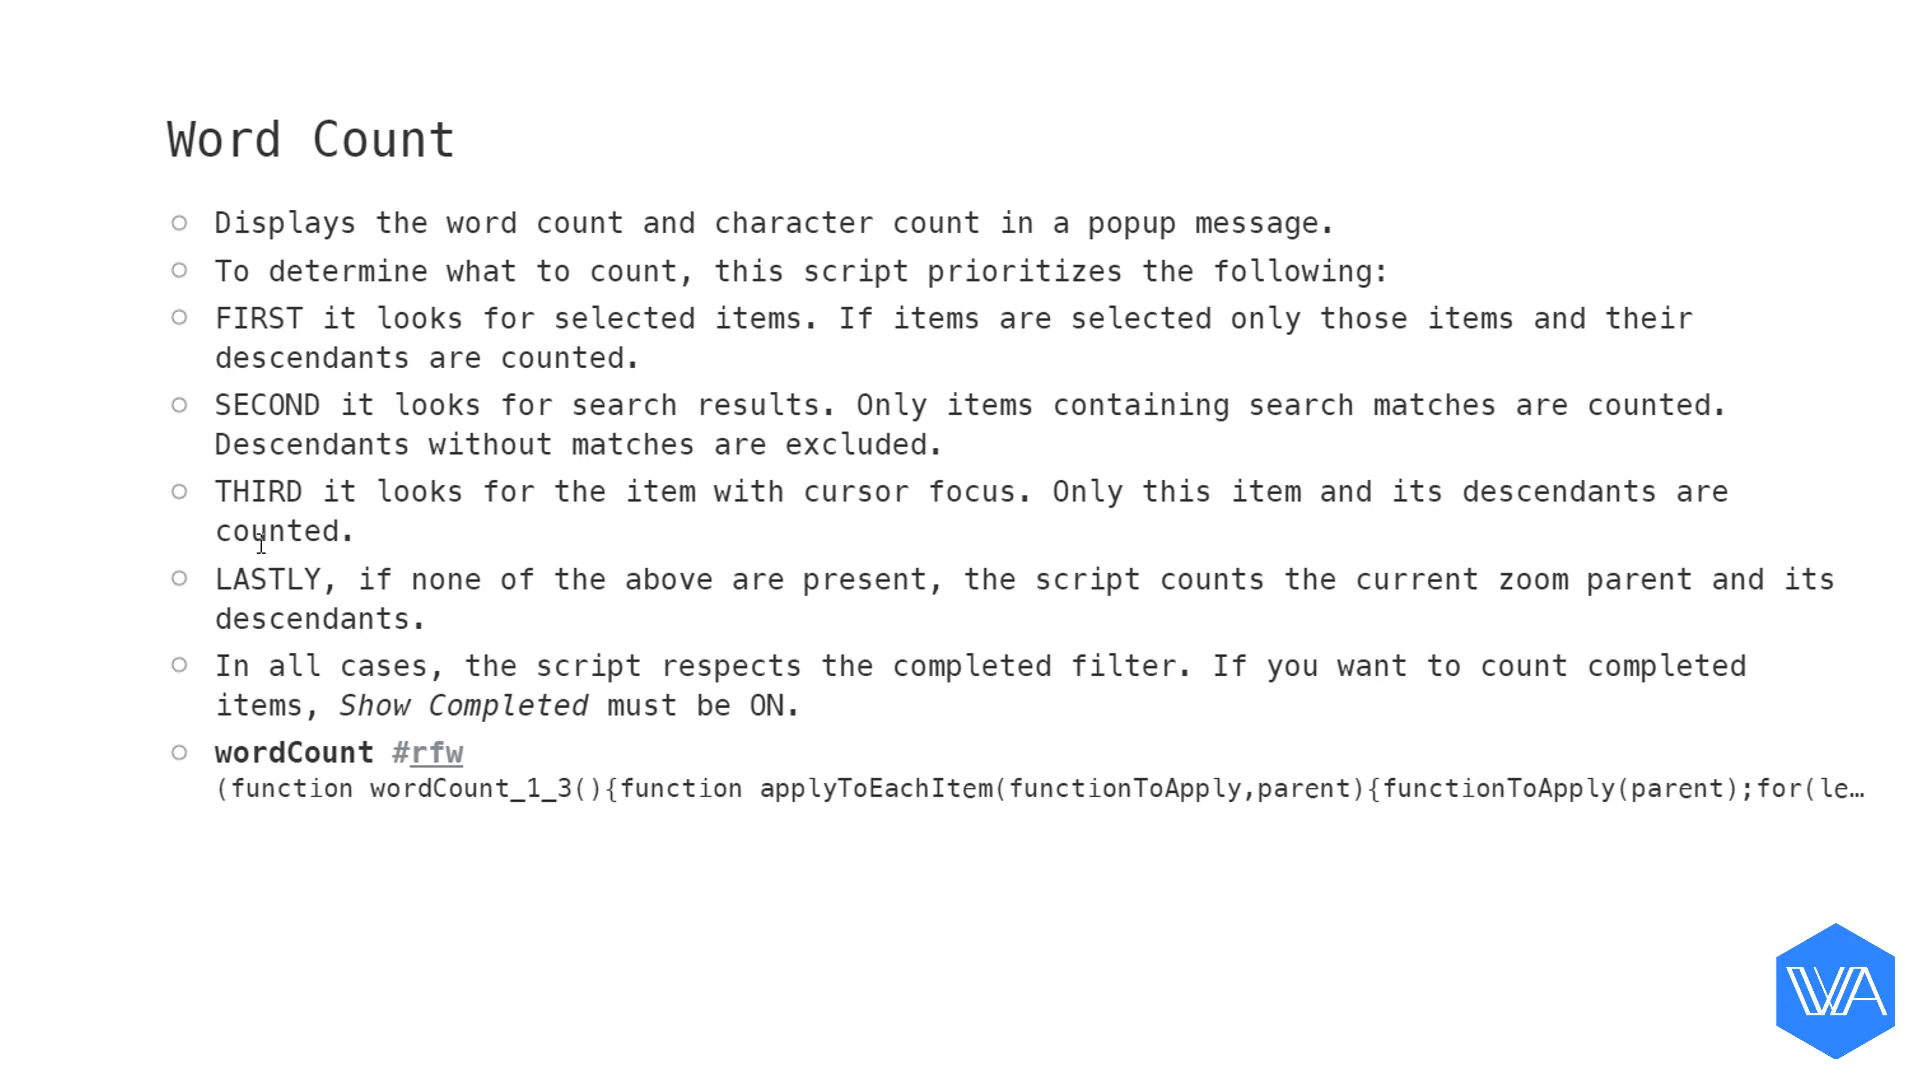 Word Count
Displays the word count and character count in a popup message.
To determine what to count, this script prioritizes the following:
FIRST it looks for selected items. If items are selected only those items and their
descendants are counted.
SECOND it looks for search results. Only items containing search matches are counted.
Descendants without matches are excluded.
THIRD it looks for the item with cursor focus. Only this item and its descendants are
counted.
LASTLY, if none of the above are present, the script counts the current zoom parent and its
descendants.
In all cases, the script respects the completed filter. If you want to count completed
items, Show Completed must be ON.
wordCount #rfw
(function wordCount_1_3(){function applyToEachItem(functionToApply,parent){functionToApply(parent);for(le…
WA